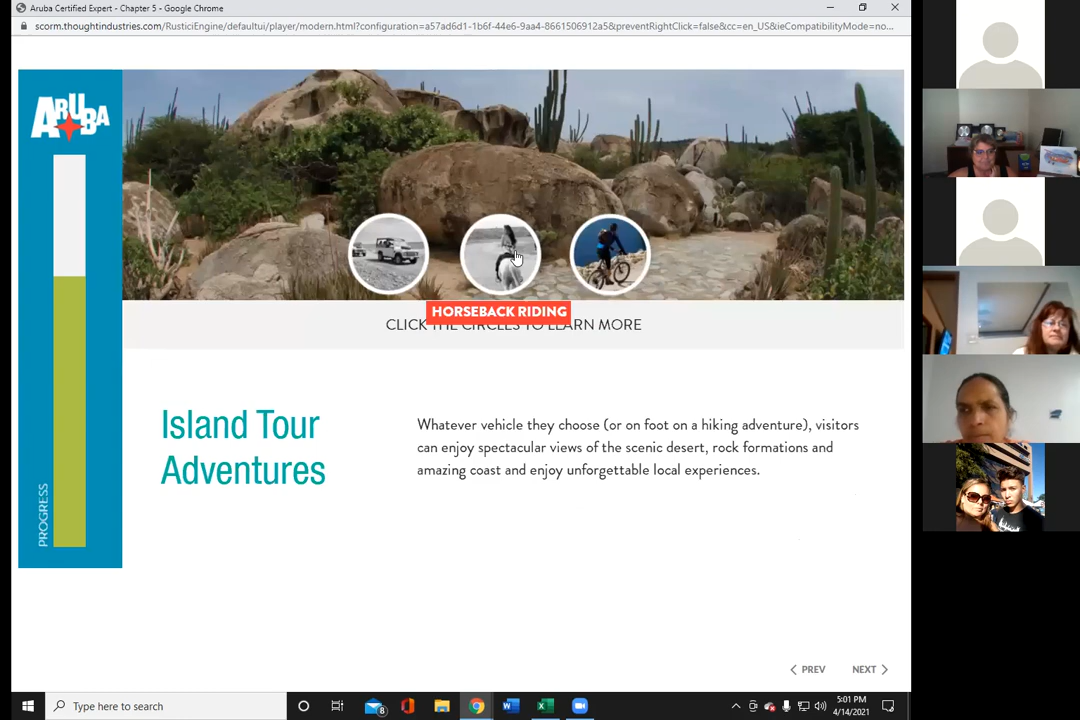 Aruba Certified Expert - Chapter 5 - Google Chrome
scorm.thoughtindustries.com/RusticiEngine/defaultui/player/modern.html?configuration=a57ad6d1-1b6f-44e6-9aa4-8661506912a5&preventRightClick=false&cc=en_US&ieCompatibilityMode=no...
ARUBA
HORSEBACK RIDING
CLICK THE CIRCLES TO LEARN MORE
Island Tour
Adventures
Whatever vehicle they choose (or on foot on a hiking adventure), visitors
can enjoy spectacular views of the scenic desert, rock formations and
amazing coast and enjoy unforgettable local experiences.
PROGRESS
PREV
NEXT
Type here to search
8
5:01 PM
4/14/2021